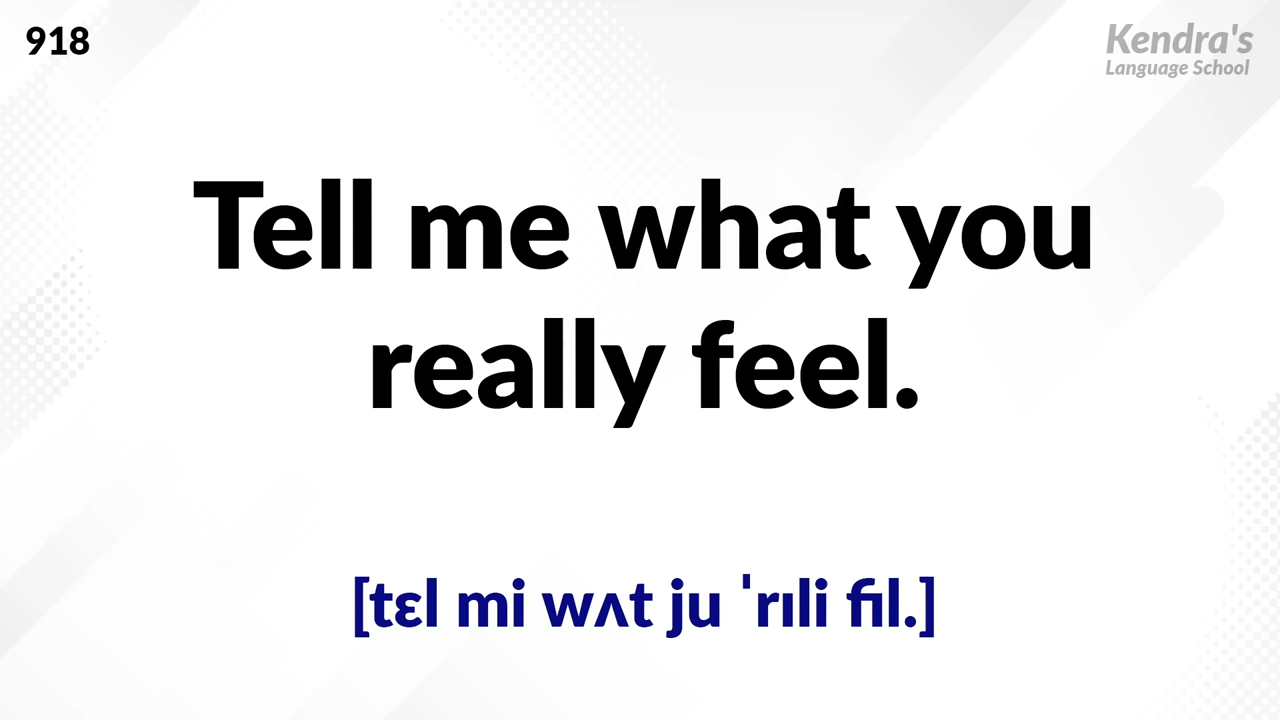 918
Kendra's
Language School
Tell me what you
really feel.
[tɛl mi wʌt ju ˈrɪli fil.]